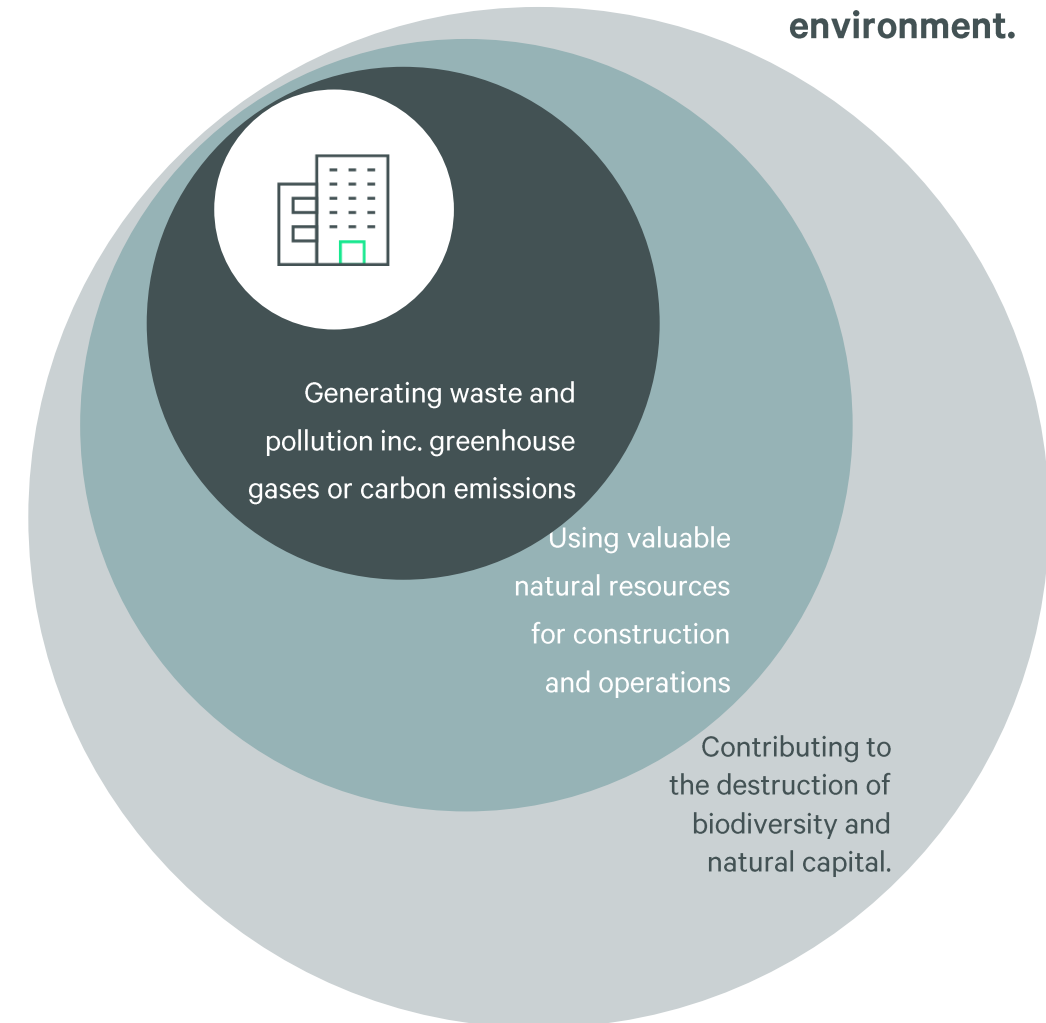 environment.
Generating waste and
pollution inc. greenhouse
gases or carbon emissions
Using valuable
natural resources
for construction
and operations
Contributing to
the destruction of
biodiversity and
natural capital.